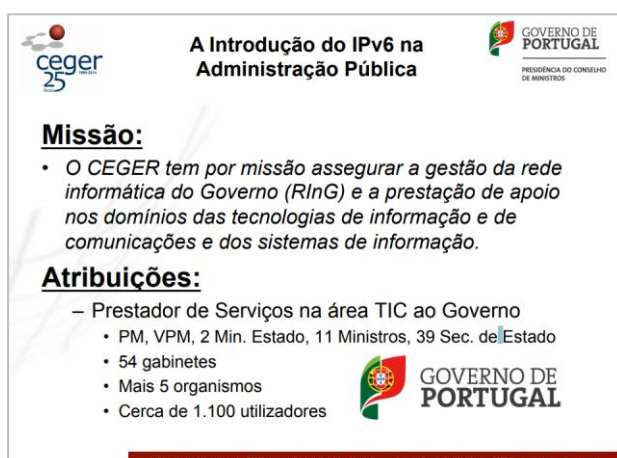 ceger
25
A Introdução do IPv6 na
Administração Pública
GOVERNO DE
PORTUGAL
PRESIDÊNCIA DO CONSELHO
DE MINISTROS
Missão:
• O CEGER tem por missão assegurar a gestão da rede
informática do Governo (RInG) e a prestação de apoio
nos domínios das tecnologias de informação e de
comunicações e dos sistemas de informação.
Atribuições:
– Prestador de Serviços na área TIC ao Governo
• PM, VPM, 2 Min. Estado, 11 Ministros, 39 Sec. de Estado
• 54 gabinetes
• Mais 5 organismos
• Cerca de 1.100 utilizadores
GOVERNO DE
PORTUGAL